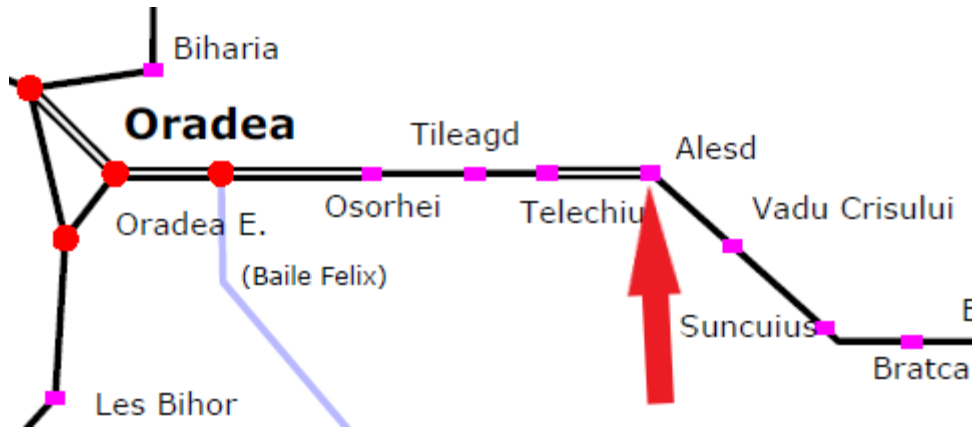 Biharia
Oradea
Tileagd
Alesd
Osorhei
Telechiu
Vadu Crisului
Oradea E.
(Baile Felix)
Suncuius
Bratca
Les Bihor